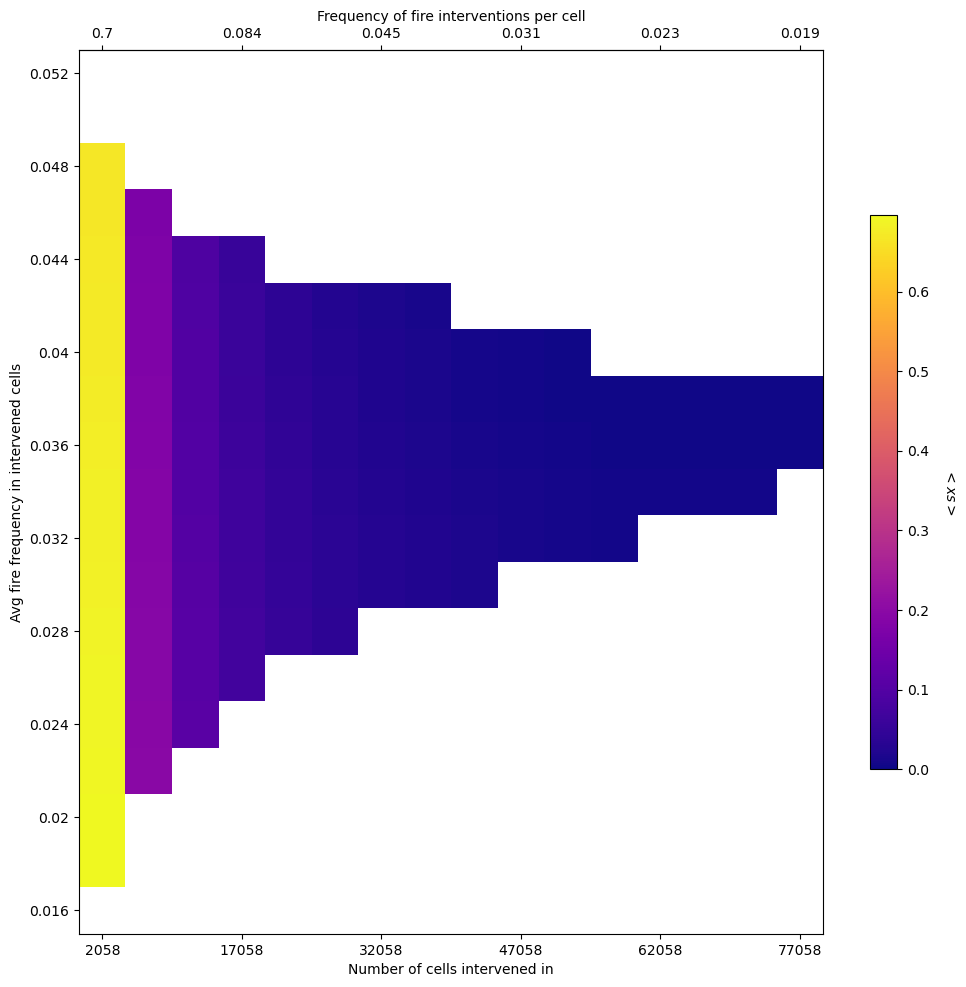 Frequency of fire interventions per cell
0.7 0.084 0.045 0.031 0.023 0.019
0.052
0.048
0.044
0.04
0.036
0.032
0.028
0.024
0.02
0.016
Avg fire frequency in intervened cells
2058 17058 32058 47058 62058 77058
Number of cells intervened in
0.6
0.5
0.4
0.3
0.2
0.1
0.0
< sx >